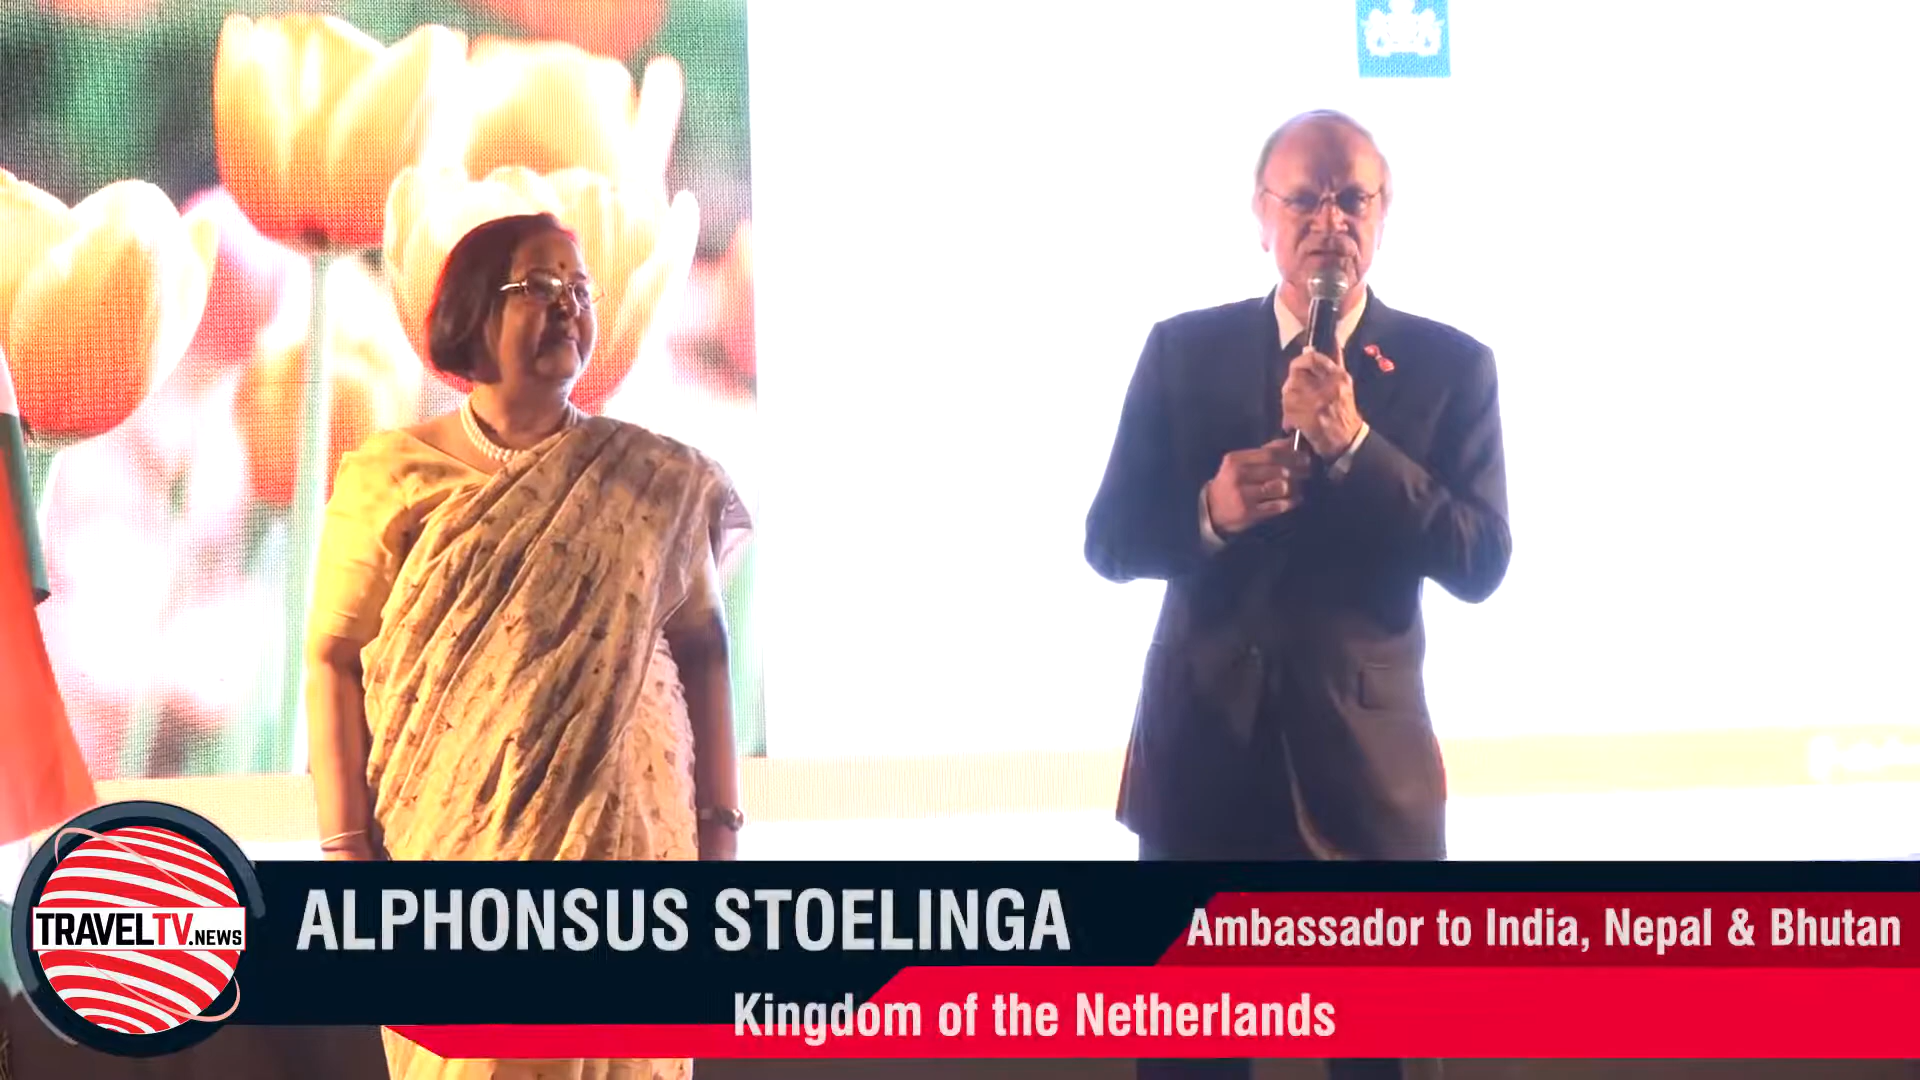 ALPHONSUS STOELINGA
Ambassador to India, Nepal & Bhutan
TRAVELTV.NEWS
Kingdom of the Netherlands